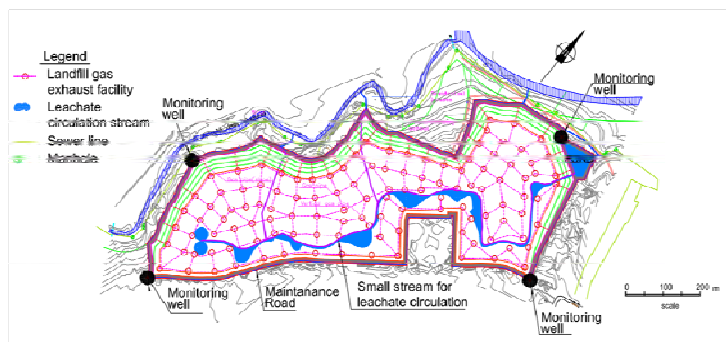 Legend
Landfill gas
exhaust facility
Leachate
circulation stream
Sewer line
Manhole
Monitoring
well
Monitoring
well
Monitoring
well
Maintanance
Road
Small stream for
leachate circulation
Monitoring
well
0 100 200 m
scale